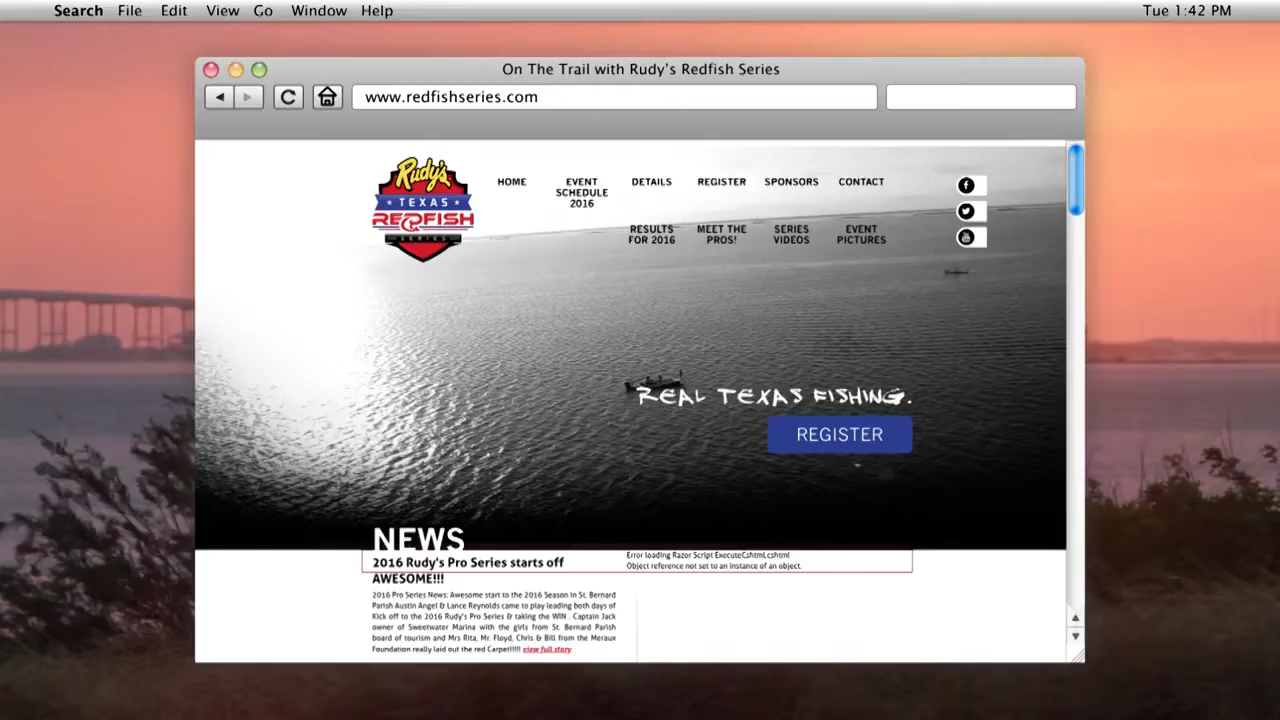 Search File Edit View Go Window Help Tue 1:42 PM
On The Trail with Rudy's Redfish Series
www.redfishseries.com
Rudy's
TEXAS
REDFISH
SERIES
HOME
EVENT
SCHEDULE
2016
DETAILS
REGISTER
SPONSORS
CONTACT
RESULTS
FOR 2016
MEET THE
PROS!
SERIES
VIDEOS
EVENT
PICTURES
REAL TEXAS FISHING.
REGISTER
NEWS
2016 Rudy's Pro Series starts off
AWESOME!!!
Error loading Razor Script ExecuteCshtml.cshtml
Object reference not set to an instance of an object.
2016 Pro Series News: Awesome start to the 2016 Season in St. Bernard
Parish Austin Angel & Lance Reynolds came to play leading both days of
Kick off to the 2016 Rudy's Pro Series & taking the WIN . Captain Jack
owner of Sweetwater Marina with the girls from St. Bernard Parish
board of tourism and Mrs Rita, Mr. Floyd, Chris & Bill from the Meraux
Foundation really laid out the red Carpet!!!!! view full story